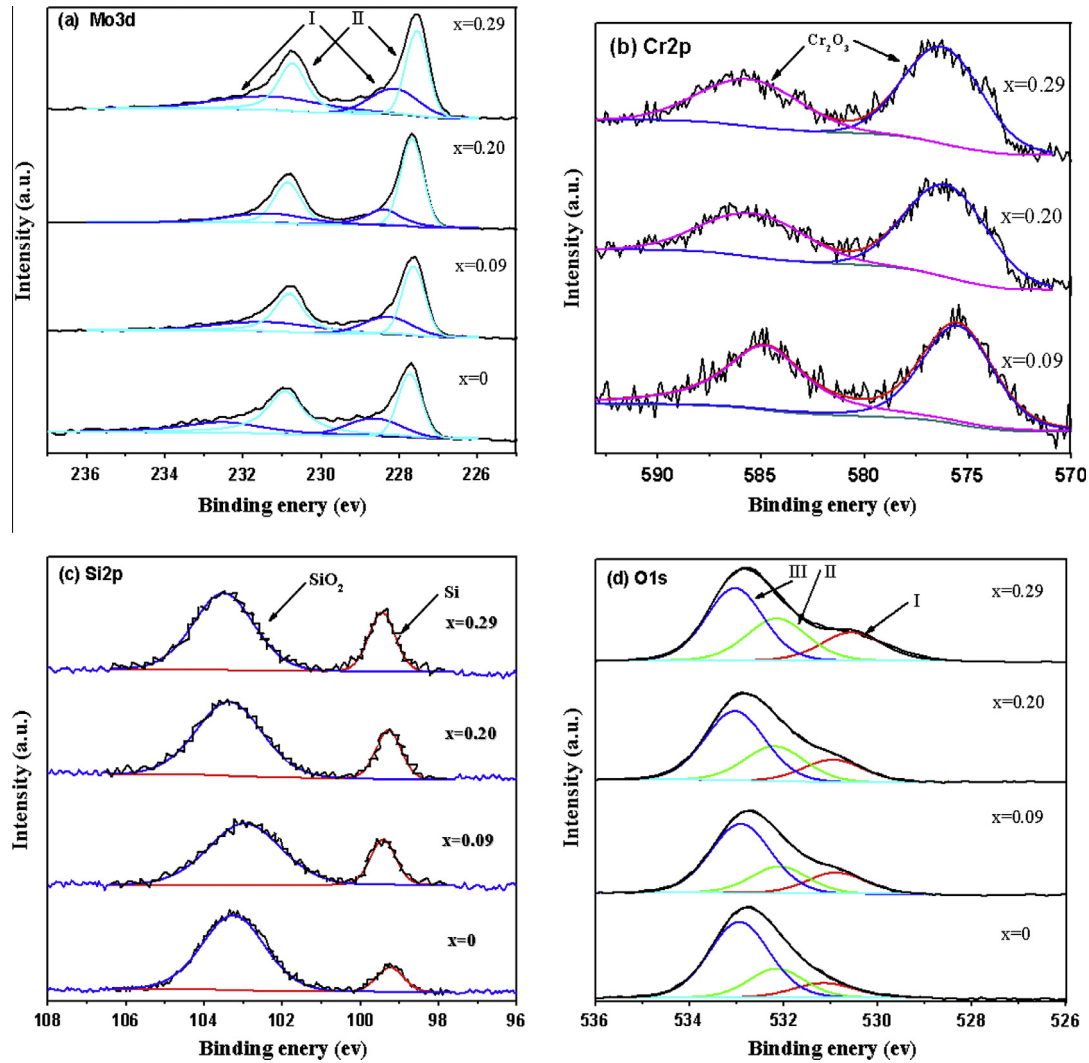 (a) Mo3d
I
II
x=0.29
x=0.20
x=0.09
x=0
Intensity (a.u.)
236 234 232 230 228 226
Binding enery (ev)
(b) Cr2p
Cr₂O₃
x=0.29
x=0.20
x=0.09
Intensity (a.u.)
590 585 580 575 570
Binding enery (ev)
(c) Si2p
SiO₂
Si
x=0.29
x=0.20
x=0.09
x=0
Intensity (a.u.)
108 106 104 102 100 98 96
Binding enery (ev)
(d) O1s
III
II
I
x=0.29
x=0.20
x=0.09
x=0
Intensity (a.u.)
536 534 532 530 528 526
Binding enery (ev)